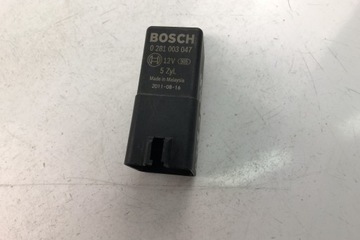 BOSCH
0 281 003 047
12V
5 Zyl.
Made in Malaysia
2011-08-16